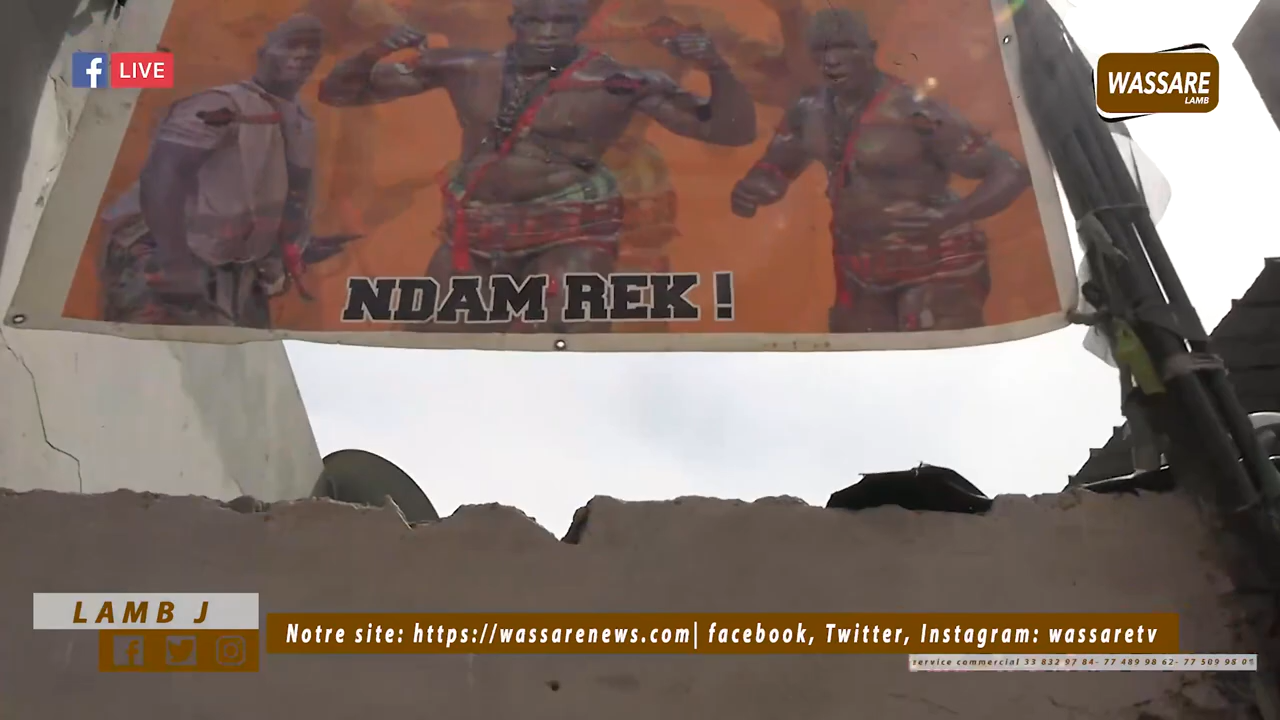 f LIVE
WASSARE
LAMB
NDAM REK !
LAMB J
Notre site: https://wassarenews.com| facebook, Twitter, Instagram: wassaretv
service commercial 33 832 97 84- 77 489 98 62- 77 509 98